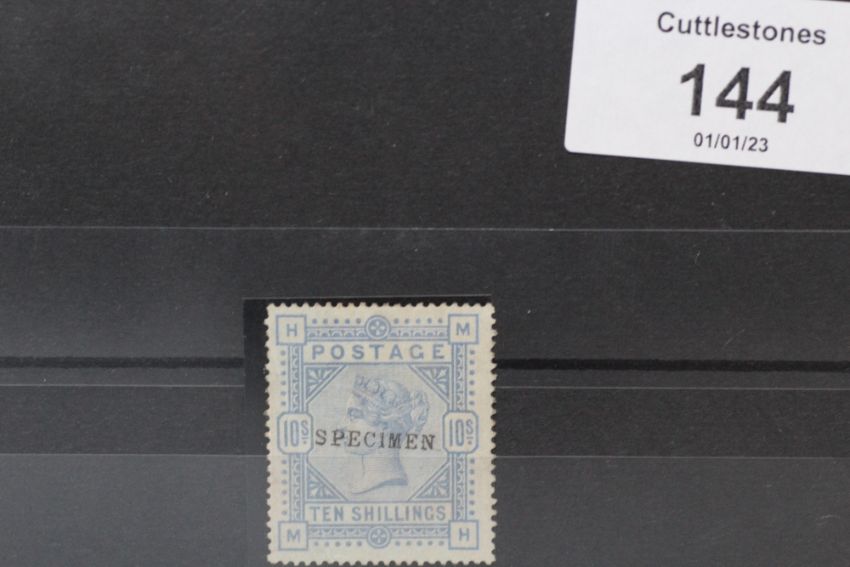 Cuttlestones
144
01/01/23
H M
POSTAGE
10S. SPECIMEN 10S.
TEN SHILLINGS
M H